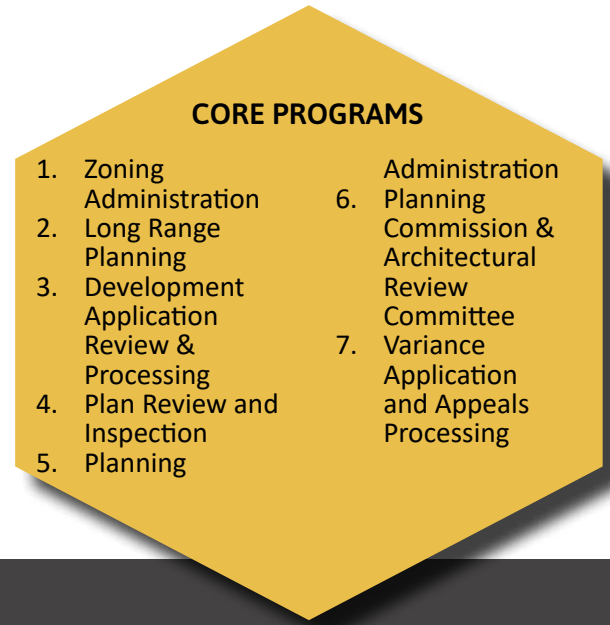 CORE PROGRAMS
1. Zoning
Administration
2. Long Range
Planning
3. Development
Application
Review &
Processing
4. Plan Review and
Inspection
5. Planning
Administration
6. Planning
Commission &
Architectural
Review
Committee
7. Variance
Application
and Appeals
Processing